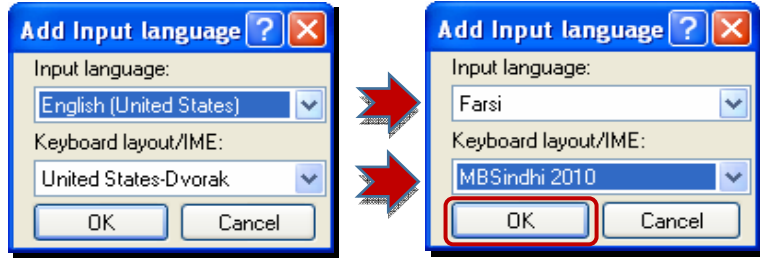 Add Input language
Input language:
English (United States)
Keyboard layout/IME:
United States-Dvorak
OK Cancel
Add Input language
Input language:
Farsi
Keyboard layout/IME:
MBSindhi 2010
OK Cancel